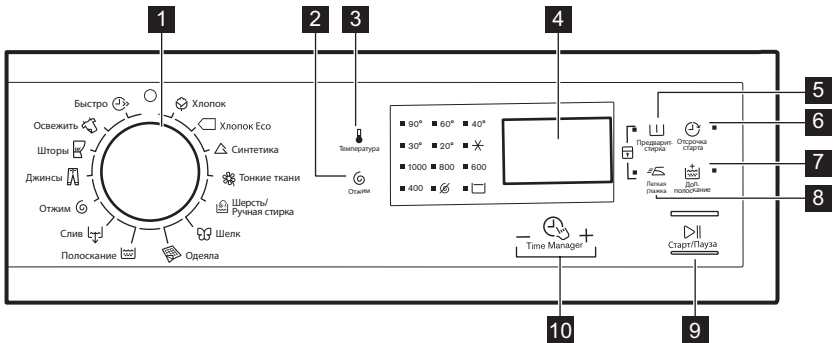 1
2
3
4
5
6
7
8
9
10
Быстро
Освежить
Шторы
Джинсы
Отжим
Слив
Полоскание
Хлопок
Хлопок Eco
Синтетика
Тонкие ткани
Шерсть/
Ручная стирка
Шелк
Одеяла
Температура
Отжим
90° 60° 40°
30° 20°
1000 800 600
400
Предварит.
стирка
Отсрочка
старта
Легкая
глажка
Доп.
полоскание
− +
Time Manager
Старт/Пауза